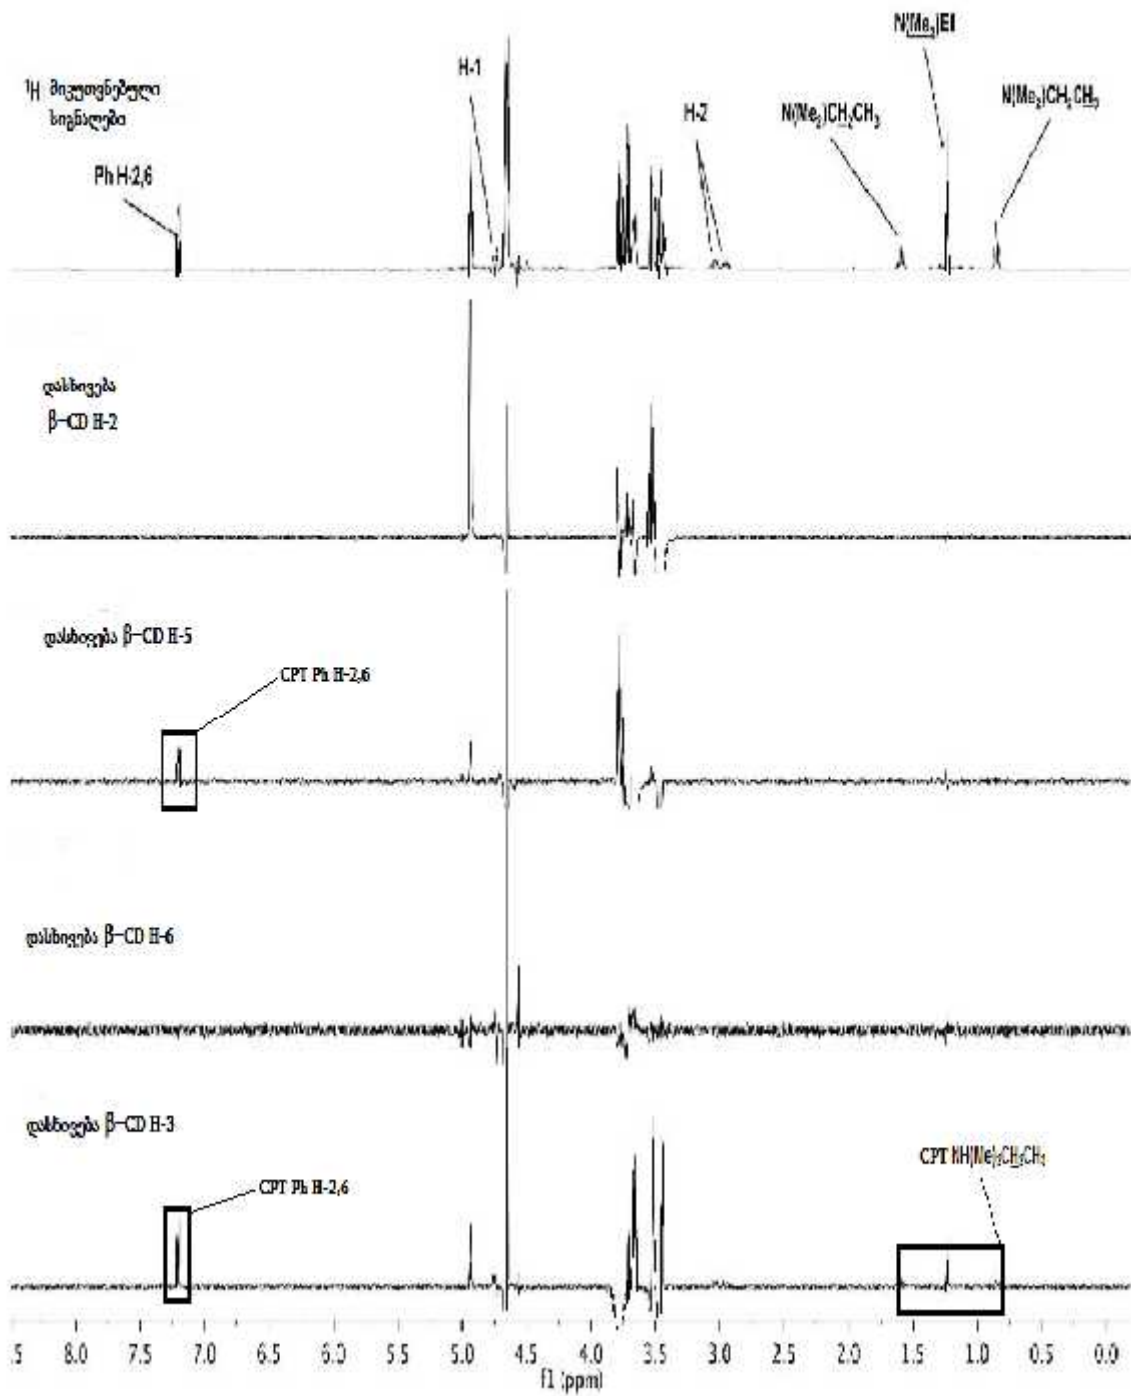 ¹H მიკუთვნებული
სიგნალები
Ph H-2,6
H-1
H-2
N(Me₂)CH₂CH₃
N(Me₂)Et
N(Me₂)CH₂CH₃
დასხივება
β-CD H-2
დასხივება β-CD H-5
CPT Ph H-2,6
დასხივება β-CD H-6
დასხივება β-CD H-3
CPT Ph H-2,6
CPT NH(Me)₂CH₂CH₃
.5 8.0 7.5 7.0 6.5 6.0 5.5 5.0 4.5 4.0 3.5 3.0 2.5 2.0 1.5 1.0 0.5 0.0
f1 (ppm)